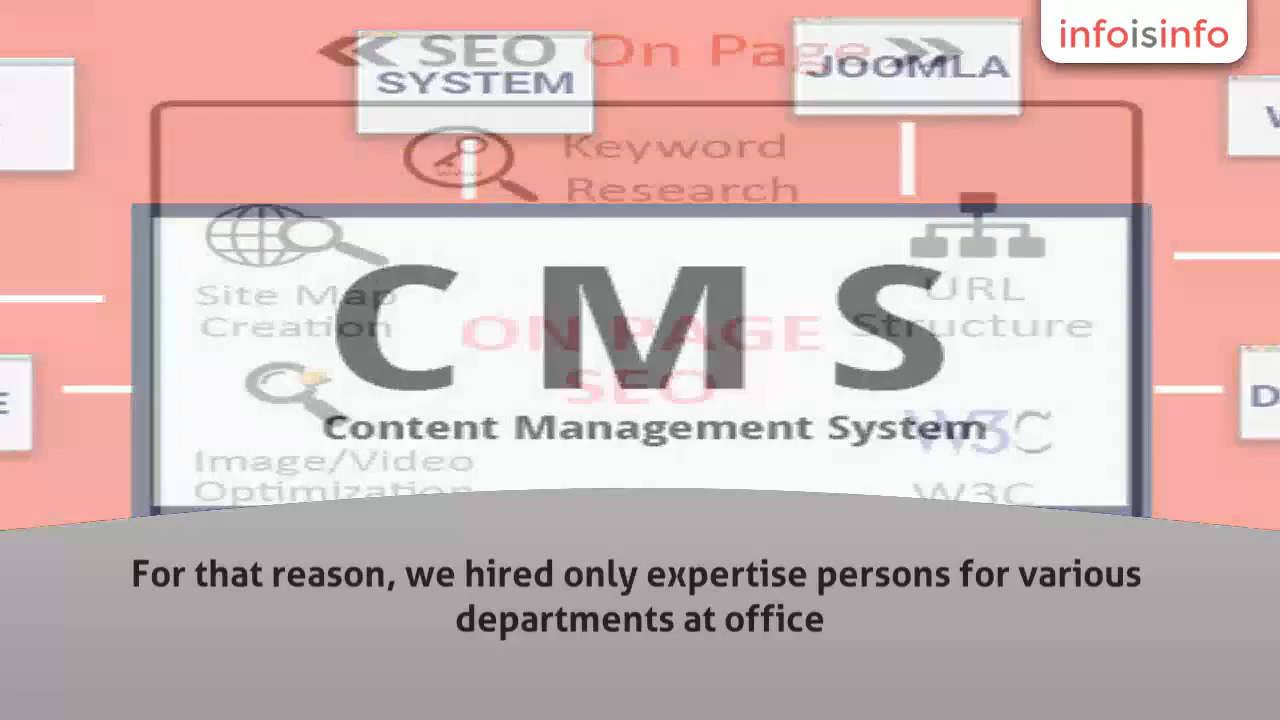 infoisinfo
SEO On Page
SYSTEM
JOOMLA
Keyword
Research
Site Map
Creation
URL
Structure
C M S
ON PAGE
SEO
Content Management System
W3C
Image/Video
Optimization
W3C
For that reason, we hired only expertise persons for various
departments at office